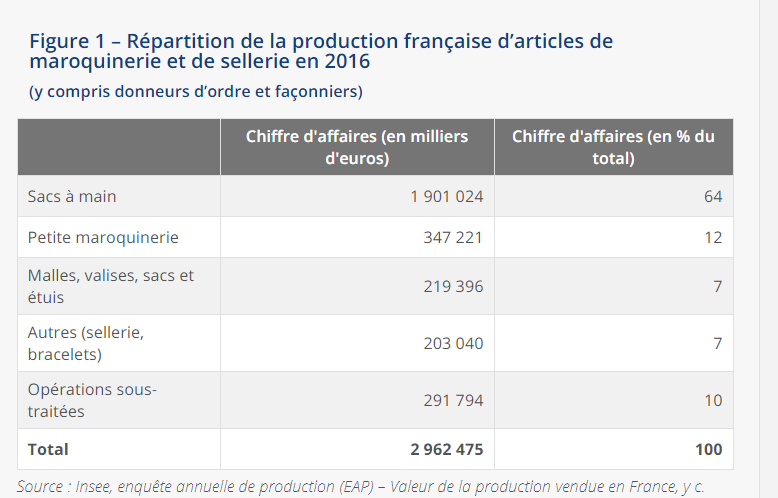 Figure 1 – Répartition de la production française d’articles de
maroquinerie et de sellerie en 2016
(y compris donneurs d’ordre et façonniers)
Chiffre d'affaires (en milliers
d'euros)
Chiffre d'affaires (en % du
total)
Sacs à main 1 901 024 64
Petite maroquinerie 347 221 12
Malles, valises, sacs et
étuis 219 396 7
Autres (sellerie,
bracelets) 203 040 7
Opérations sous-
traitées 291 794 10
Total 2 962 475 100
Source : Insee, enquête annuelle de production (EAP) – Valeur de la production vendue en France, y c.